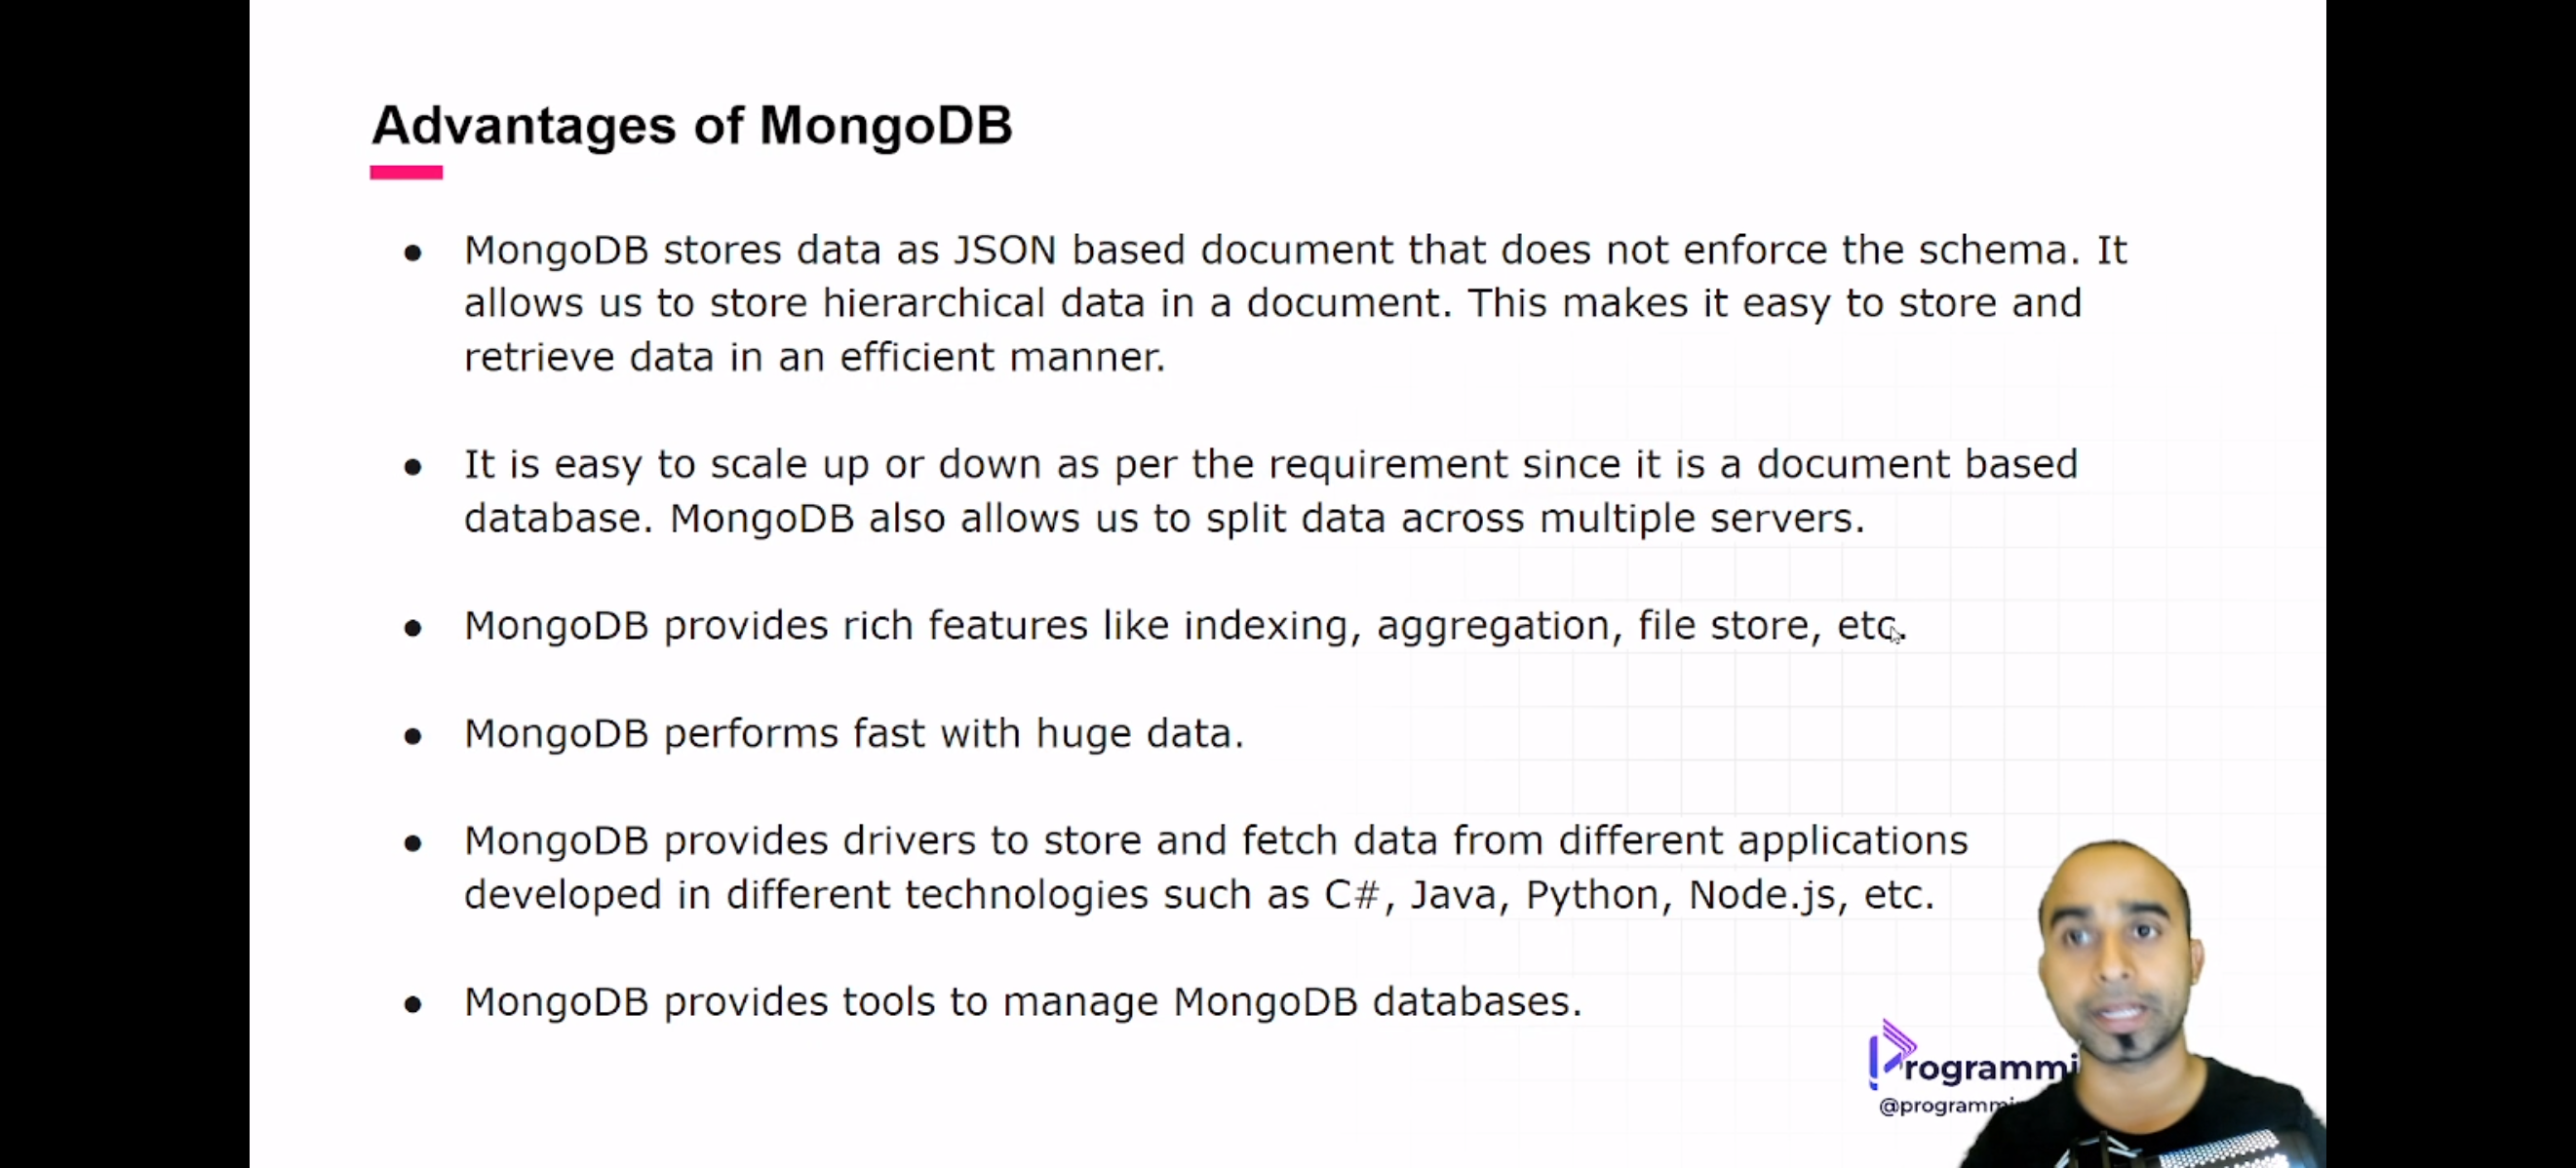 Advantages of MongoDB
● MongoDB stores data as JSON based document that does not enforce the schema. It
allows us to store hierarchical data in a document. This makes it easy to store and
retrieve data in an efficient manner.
● It is easy to scale up or down as per the requirement since it is a document based
database. MongoDB also allows us to split data across multiple servers.
● MongoDB provides rich features like indexing, aggregation, file store, etc.
● MongoDB performs fast with huge data.
● MongoDB provides drivers to store and fetch data from different applications
developed in different technologies such as C#, Java, Python, Node.js, etc.
● MongoDB provides tools to manage MongoDB databases.